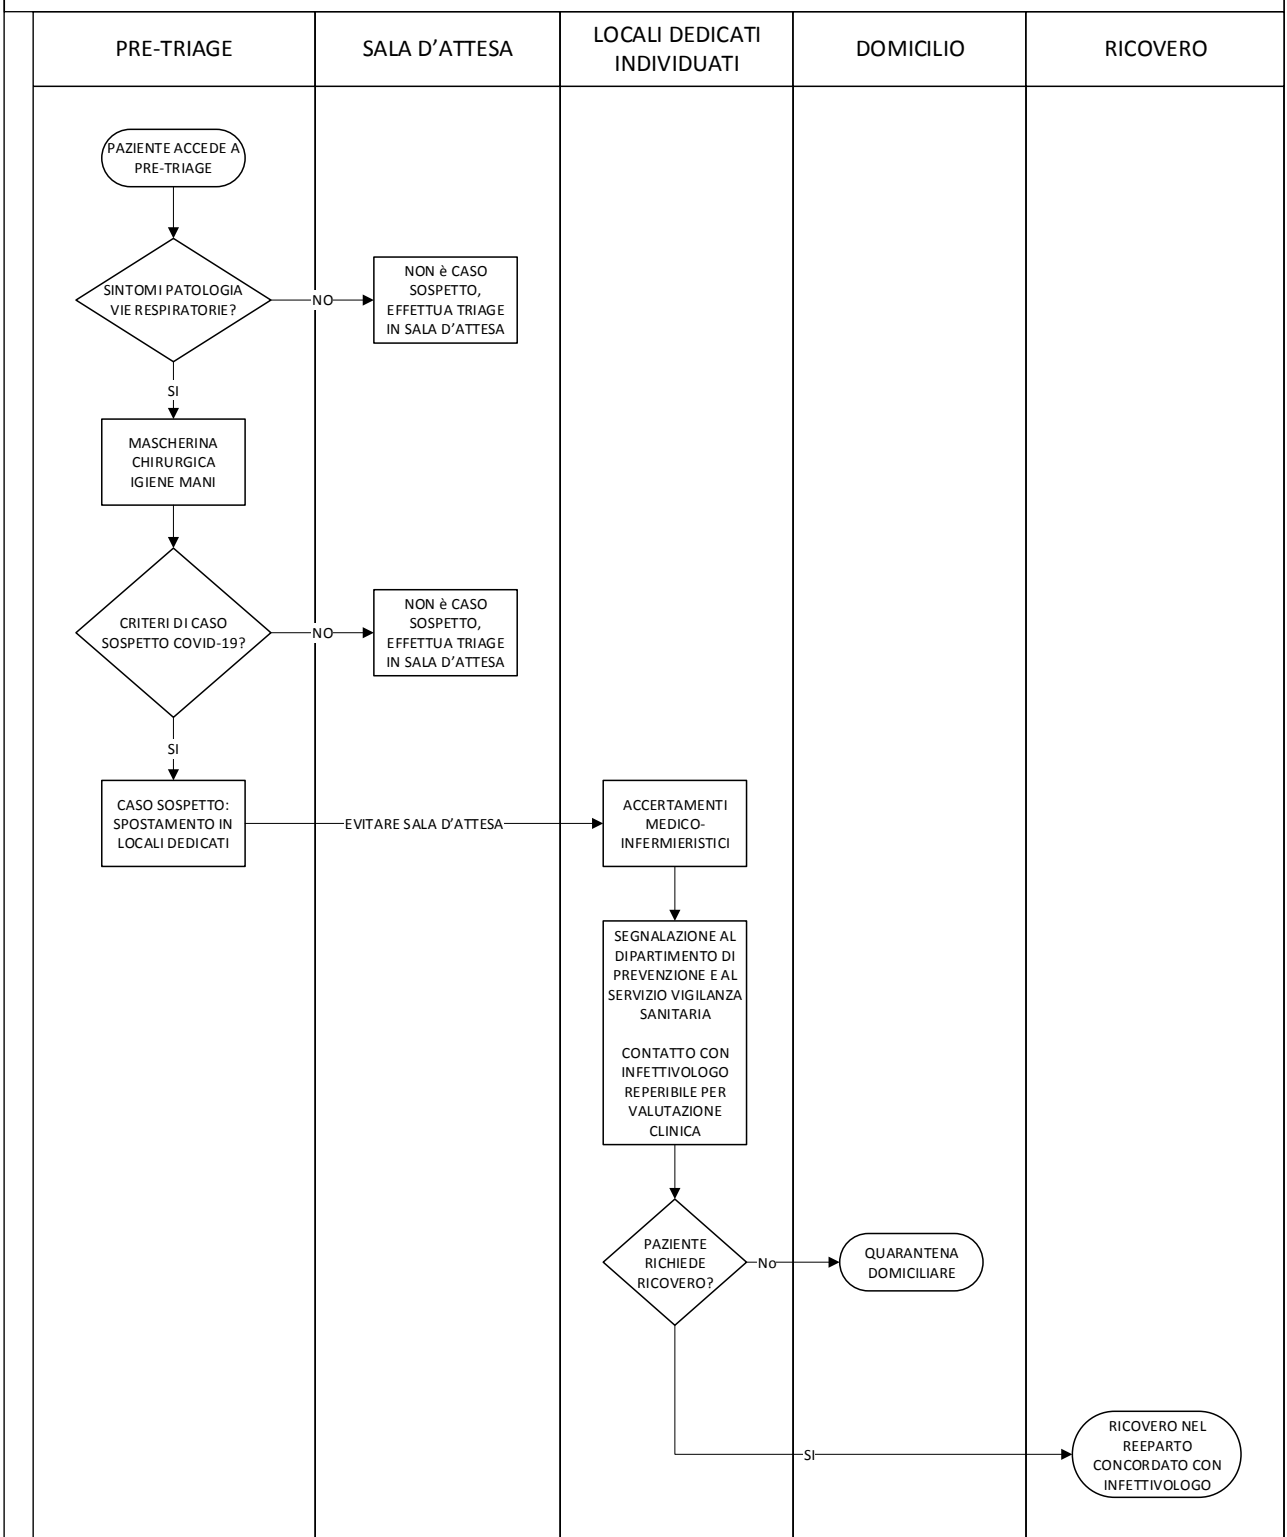 PRE-TRIAGE
SALA D'ATTESA
LOCALI DEDICATI
INDIVIDUATI
DOMICILIO
RICOVERO
PAZIENTE ACCEDE A
PRE-TRIAGE
SINTOMI PATOLOGIA
VIE RESPIRATORIE?
NO
NON è CASO
SOSPETTO,
EFFETTUA TRIAGE
IN SALA D'ATTESA
SI
MASCHERINA
CHIRURGICA
IGIENE MANI
CRITERI DI CASO
SOSPETTO COVID-19?
NO
NON è CASO
SOSPETTO,
EFFETTUA TRIAGE
IN SALA D'ATTESA
SI
CASO SOSPETTO:
SPOSTAMENTO IN
LOCALI DEDICATI
EVITARE SALA D'ATTESA
ACCERTAMENTI
MEDICO-
INFERMIERISTICI
SEGNALAZIONE AL
DIPARTIMENTO DI
PREVENZIONE E AL
SERVIZIO VIGILANZA
SANITARIA
CONTATTO CON
INFETTIVOLOGO
REPERIBILE PER
VALUTAZIONE
CLINICA
PAZIENTE
RICHIEDE
RICOVERO?
No
QUARANTENA
DOMICILIARE
SI
RICOVERO NEL
REEPARTO
CONCORDATO CON
INFETTIVOLOGO